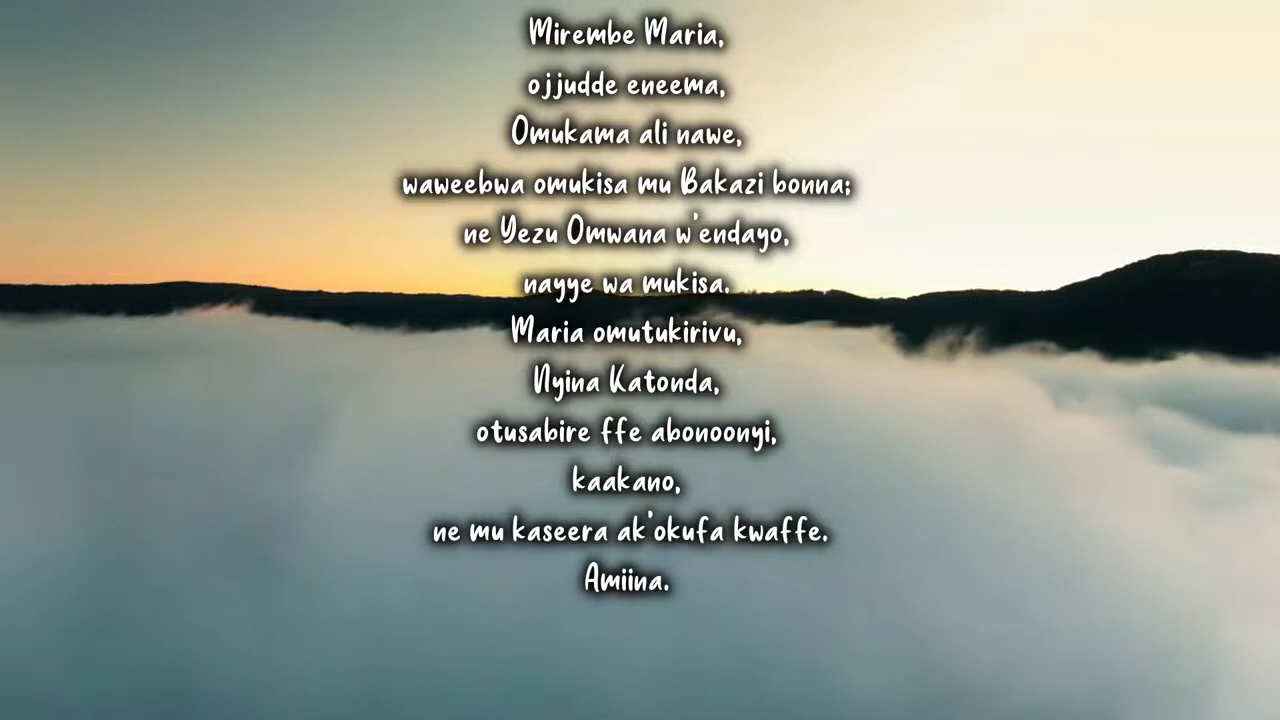 Mirembe Maria,
ojjudde eneema,
Omukama ali nawe,
waweebwa omukisa mu Bakazi bonna;
ne Yezu Omwana w'endayo,
nayye wa mukisa.
Maria omutukirivu,
Nyina Katonda,
otusabire ffe abonoonyi,
kaakano,
ne mu kaseera ak'okufa kwaffe.
Amiina.